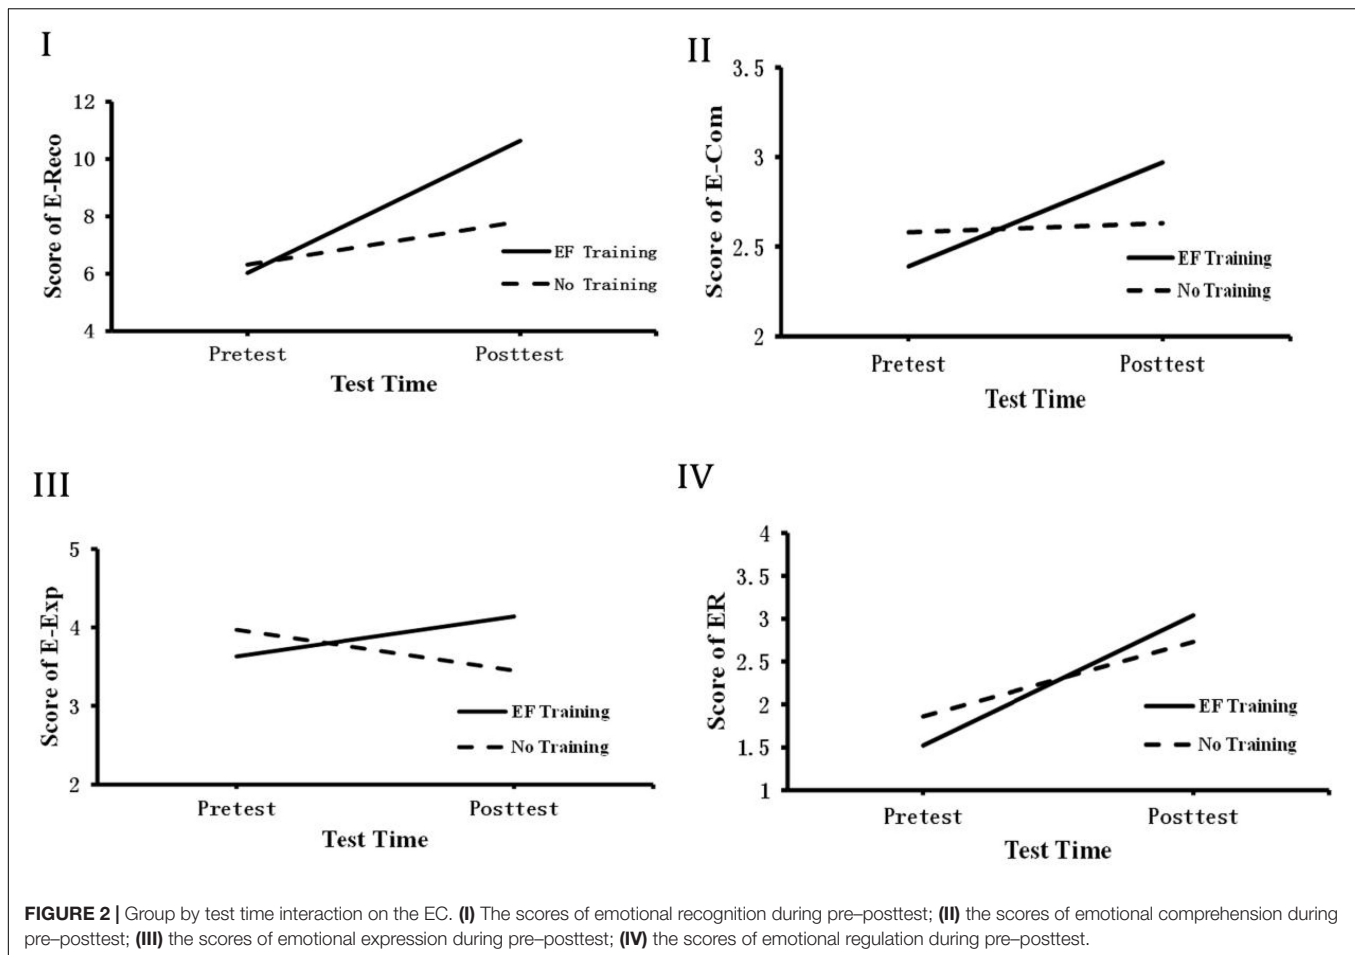 I
12
10
8
6
4
Score of E-Reco
EF Training
No Training
Pretest
Posttest
Test Time
II
3.5
3
2.5
2
Score of E-Com
EF Training
No Training
Pretest
Posttest
Test Time
III
5
4
3
2
Score of E-Exp
EF Training
No Training
Pretest
Posttest
Test Time
IV
4
3.5
3
2.5
2
1.5
1
Score of ER
EF Training
No Training
Pretest
Posttest
Test Time
FIGURE 2 | Group by test time interaction on the EC. (I) The scores of emotional recognition during pre–posttest; (II) the scores of emotional comprehension during
pre–posttest; (III) the scores of emotional expression during pre–posttest; (IV) the scores of emotional regulation during pre–posttest.